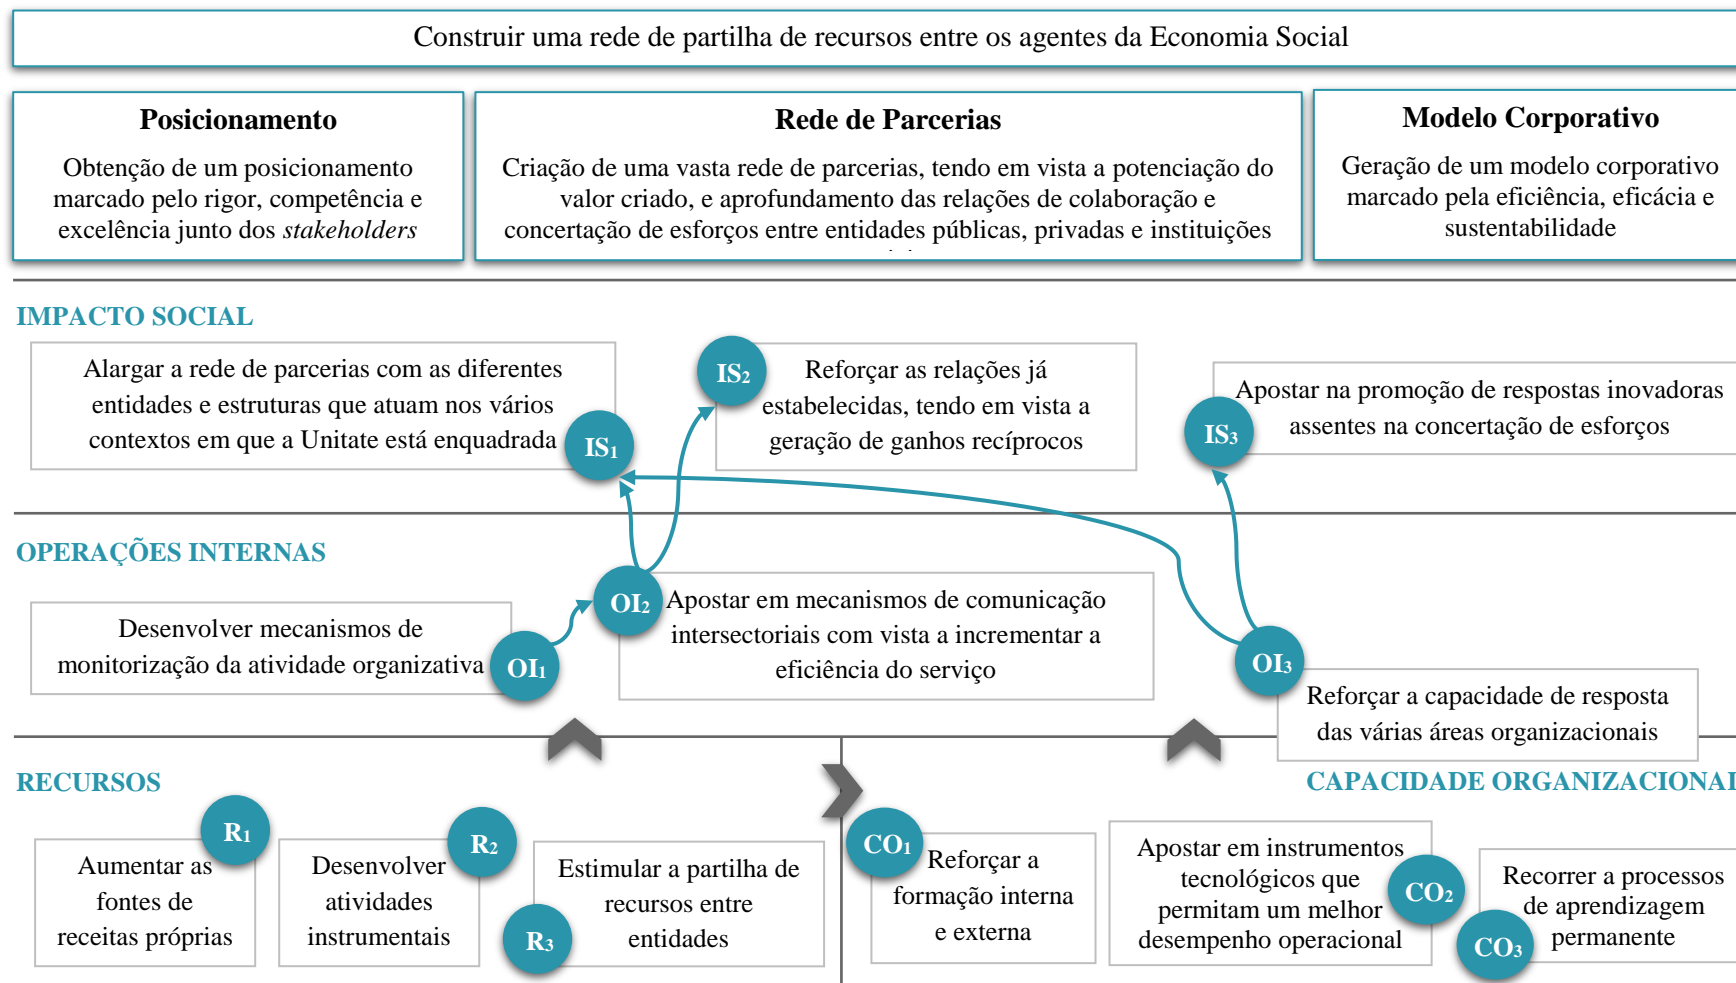 Construir uma rede de partilha de recursos entre os agentes da Economia Social
Posicionamento
Obtenção de um posicionamento
marcado pelo rigor, competência e
excelência junto dos stakeholders
Rede de Parcerias
Criação de uma vasta rede de parcerias, tendo em vista a potenciação do
valor criado, e aprofundamento das relações de colaboração e
concertação de esforços entre entidades públicas, privadas e instituições
Modelo Corporativo
Geração de um modelo corporativo
marcado pela eficiência, eficácia e
sustentabilidade
IMPACTO SOCIAL
Alargar a rede de parcerias com as diferentes
entidades e estruturas que atuam nos vários
contextos em que a Unitate está enquadrada
IS1
IS2
Reforçar as relações já
estabelecidas, tendo em vista a
geração de ganhos recíprocos
IS3
Apostar na promoção de respostas inovadoras
assentes na concertação de esforços
OPERAÇÕES INTERNAS
Desenvolver mecanismos de
monitorização da atividade organizativa
OI1
OI2
Apostar em mecanismos de comunicação
intersectoriais com vista a incrementar a
eficiência do serviço
OI3
Reforçar a capacidade de resposta
das várias áreas organizacionais
RECURSOS
R1
Aumentar as
fontes de
receitas próprias
R2
Desenvolver
atividades
instrumentais
R3
Estimular a partilha de
recursos entre
entidades
CAPACIDADE ORGANIZACIONAL
CO1
Reforçar a
formação interna
e externa
Apostar em instrumentos
tecnológicos que
permitam um melhor
desempenho operacional
CO2
CO3
Recorrer a processos
de aprendizagem
permanente